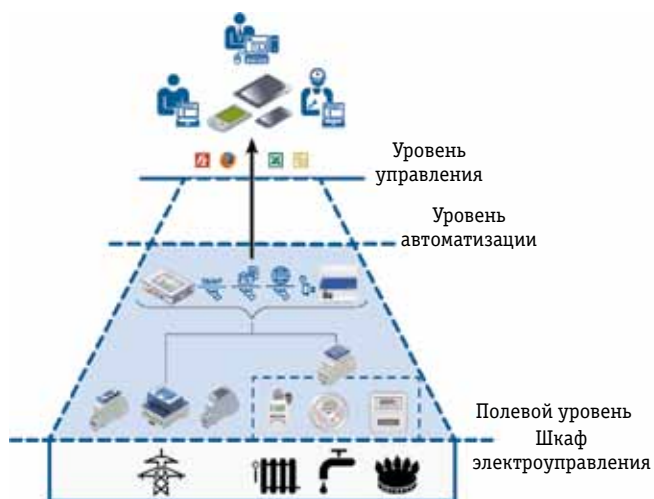 Уровень
управления
Уровень
автоматизации
Полевой уровень
Шкаф
электроуправления